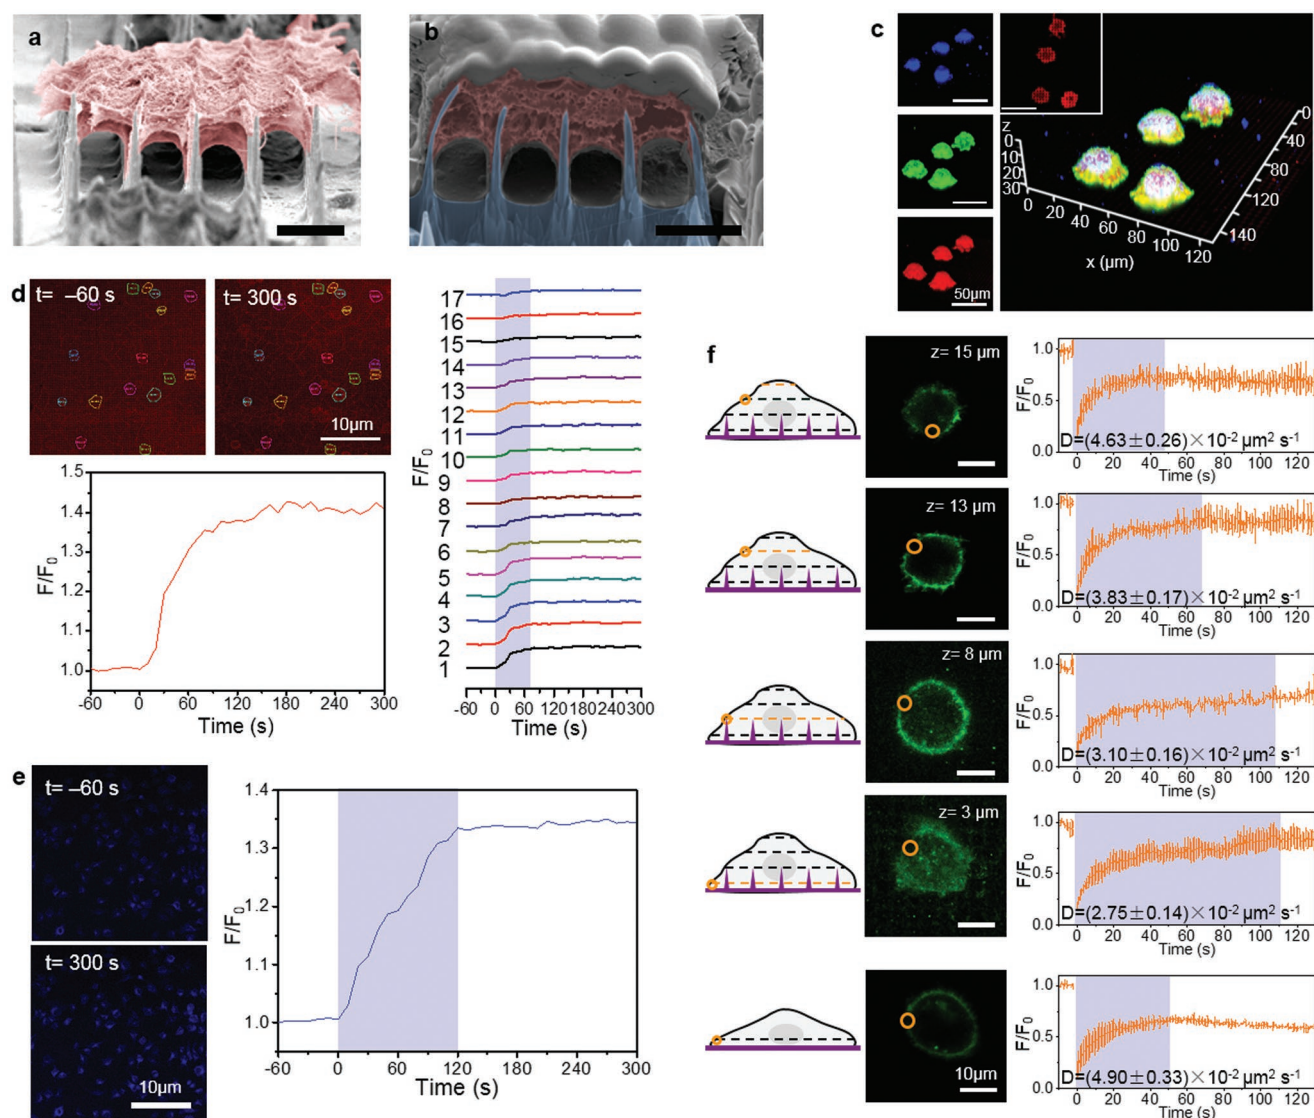 a
b
c
50µm
z
0
10
20
30
0
20
40
60
80
100
120
x (µm)
0
40
80
120
140
d
t= –60 s
t= 300 s
10µm
1.5
1.4
1.3
1.2
1.1
1.0
F/F0
-60 0 60 120 180 240 300
Time (s)
17
16
15
14
13
12
11
10
9
8
7
6
5
4
3
2
1
F/F0
-60 0 60 120 180 240 300
Time (s)
e
t= –60 s
t= 300 s
10µm
1.4
1.3
1.2
1.1
1.0
F/F0
-60 0 60 120 180 240 300
Time (s)
f
z= 15 µm
1.0
0.5
0.0
F/F0
D=(4.63±0.26)×10-2 µm2 s-1
0 20 40 60 80 100 120
Time (s)
z= 13 µm
1.0
0.5
0.0
F/F0
D=(3.83±0.17)×10-2 µm2 s-1
0 20 40 60 80 100 120
Time (s)
z= 8 µm
1.0
0.5
0.0
F/F0
D=(3.10±0.16)×10-2 µm2 s-1
0 20 40 60 80 100 120
Time (s)
z= 3 µm
1.0
0.5
0.0
F/F0
D=(2.75±0.14)×10-2 µm2 s-1
0 20 40 60 80 100 120
Time (s)
10µm
1.0
0.5
0.0
F/F0
D=(4.90±0.33)×10-2 µm2 s-1
0 20 40 60 80 100 120
Time (s)